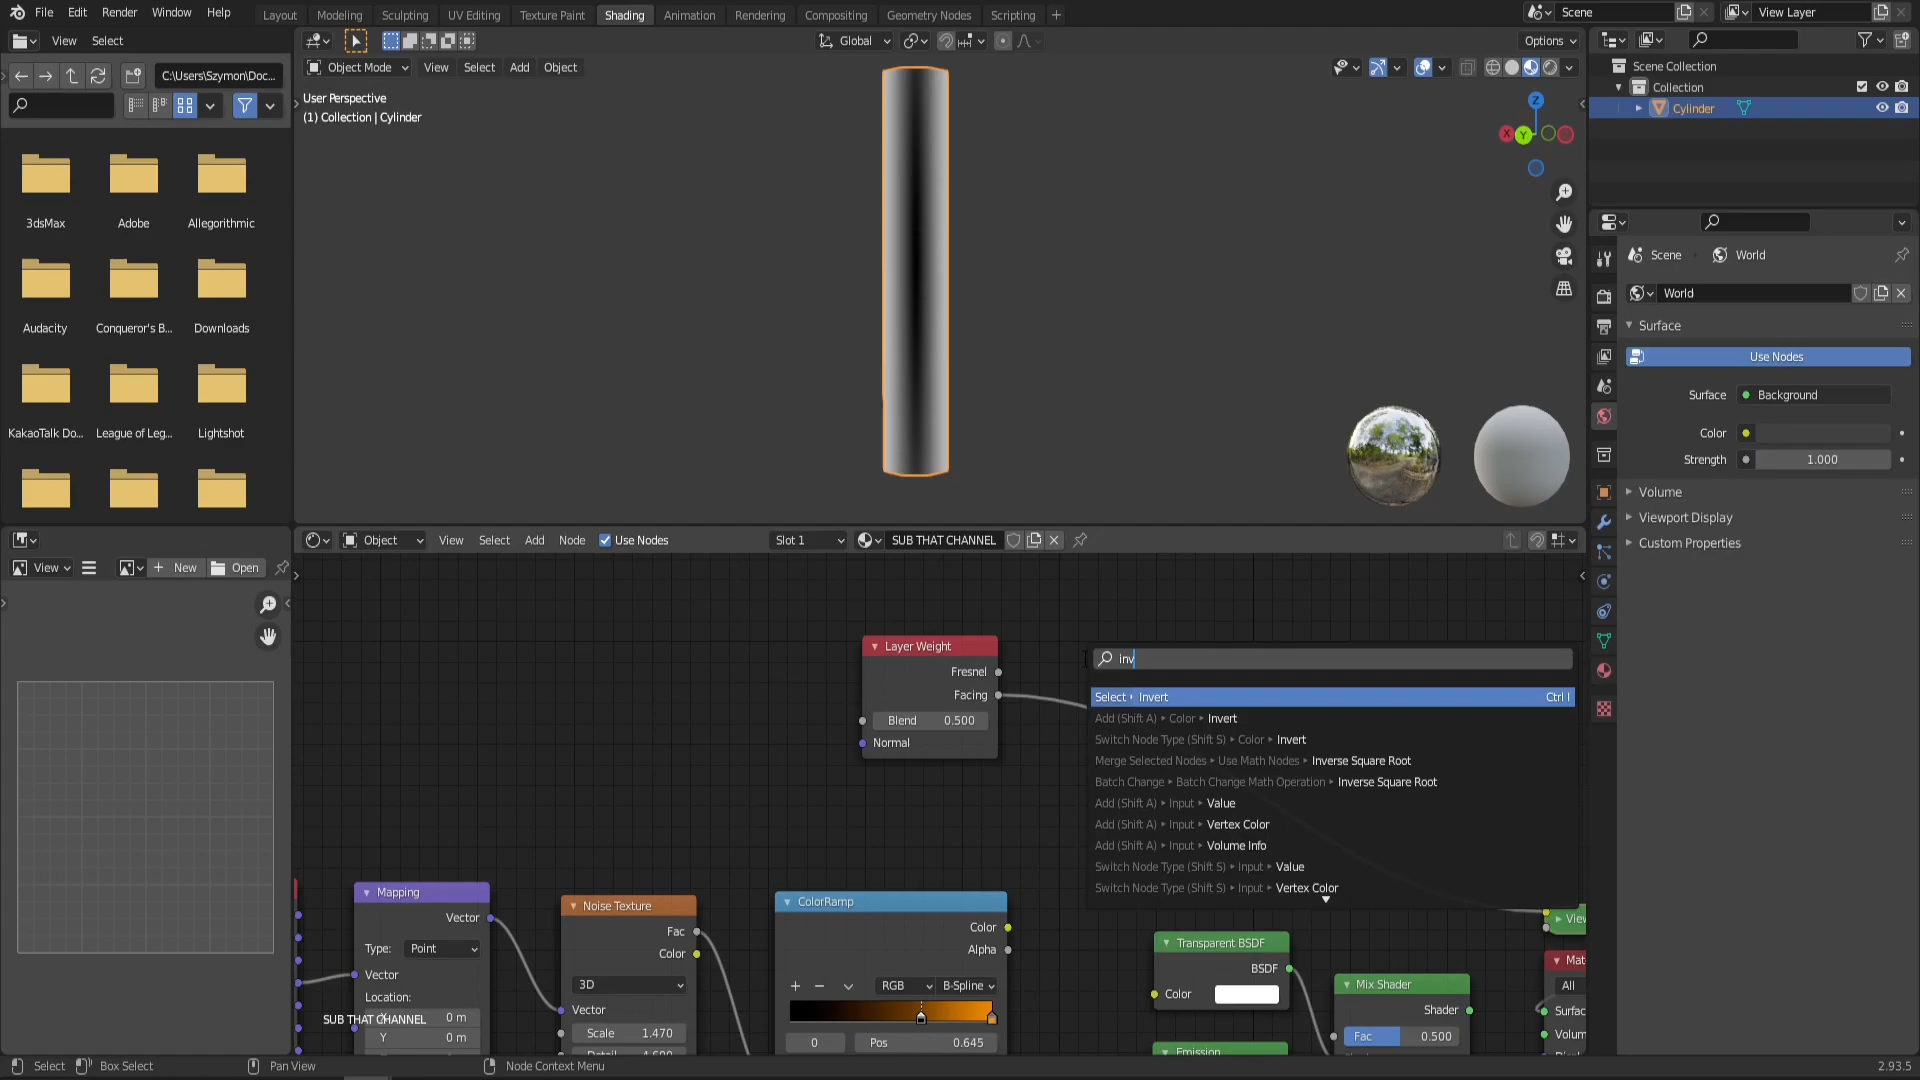 File Edit Render Window Help Layout Modeling Sculpting UV Editing Texture Paint Shading Animation Rendering Compositing Geometry Nodes Scripting + Scene View Layer
View Select Global Options
C:\Users\Szymon\Doc...
Object Mode View Select Add Object
User Perspective
(1) Collection | Cylinder
3dsMax Adobe Allegorithmic
Audacity Conqueror's B... Downloads
KakaoTalk Do... League of Leg... Lightshot
X Y Z
Scene Collection
Collection
Cylinder
Scene World
World
Surface
Use Nodes
Surface Background
Color
Strength 1.000
Volume
Viewport Display
Custom Properties
Object View Select Add Node Use Nodes Slot 1 SUB THAT CHANNEL
View New Open
Layer Weight
Fresnel
Facing
Blend 0.500
Normal
inv
Select Invert Ctrl I
Add (Shift A) Color Invert
Switch Node Type (Shift S) Color Invert
Merge Selected Nodes Use Math Nodes Inverse Square Root
Batch Change Batch Change Math Operation Inverse Square Root
Add (Shift A) Input Value
Add (Shift A) Input Vertex Color
Add (Shift A) Input Volume Info
Switch Node Type (Shift S) Input Value
Switch Node Type (Shift S) Input Vertex Color
Mapping
Vector
Type: Point
Vector
Location:
X 0 m
Y 0 m
SUB THAT CHANNEL
Noise Texture
Fac
Color
3D
Vector
Scale 1.470
ColorRamp
Color
Alpha
RGB B-Spline
0 Pos 0.645
Transparent BSDF
BSDF
Color
Emission
Mix Shader
Shader
Fac 0.500
View
Mat
All
Surfac
Volum
Select Box Select Pan View Node Context Menu 2.93.5